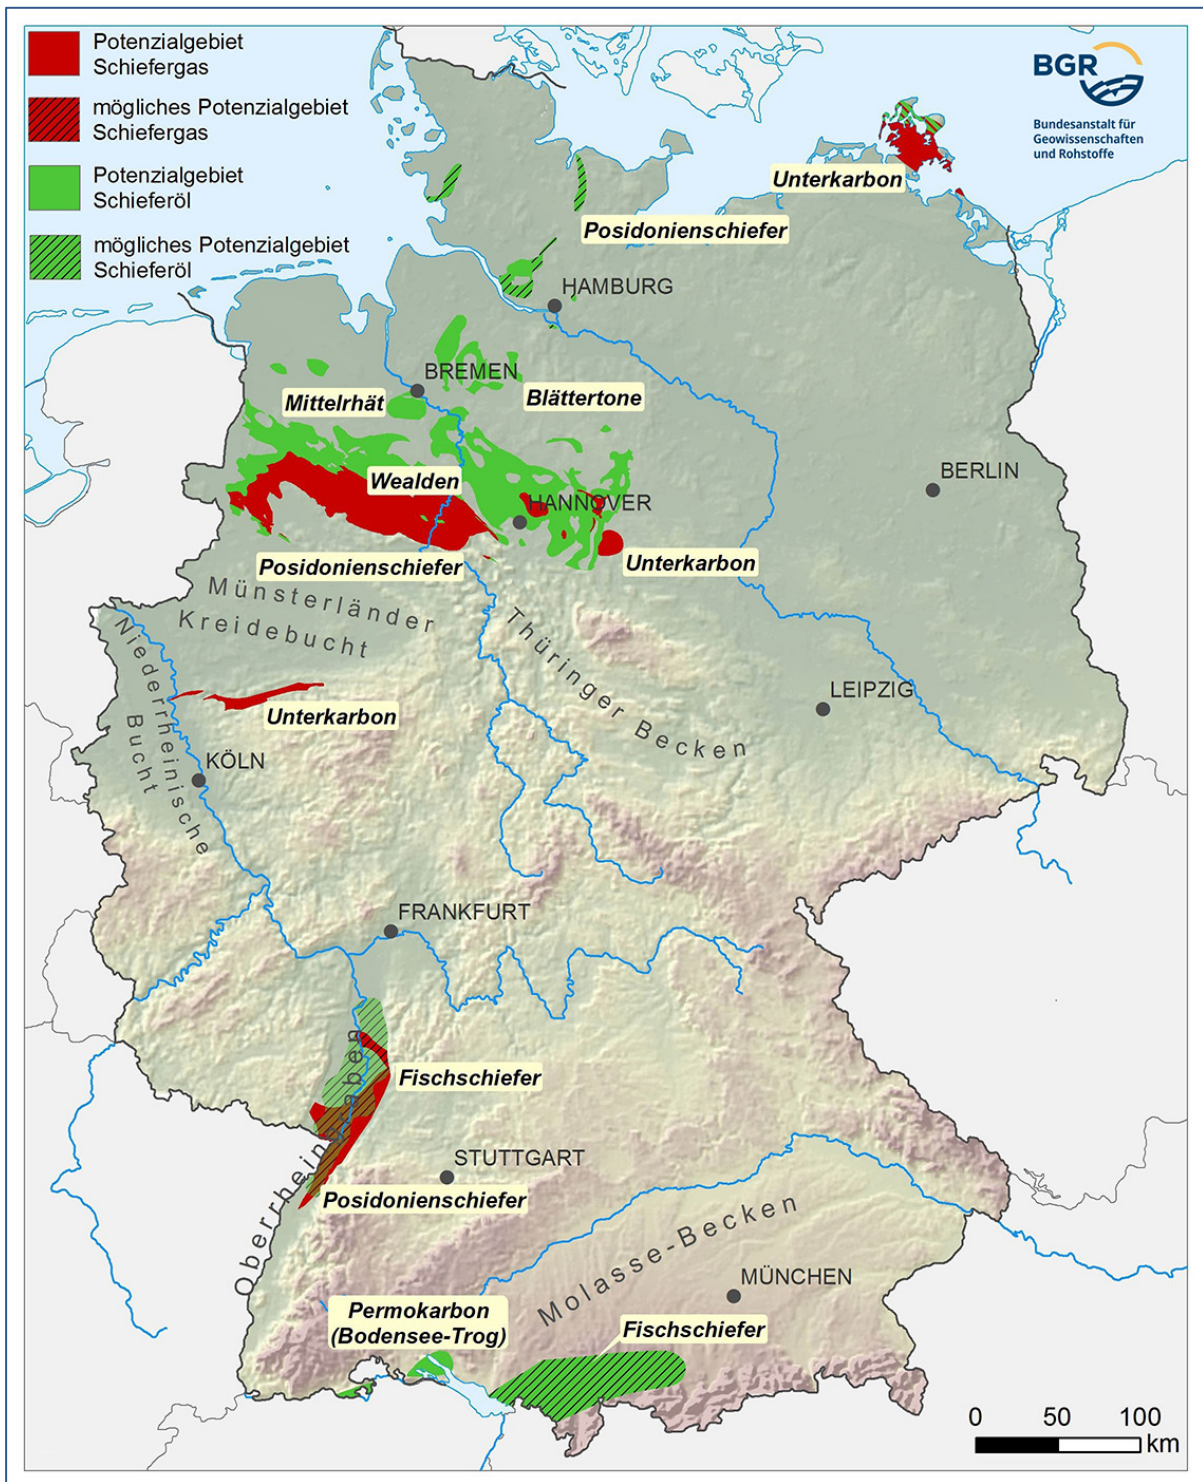 Potenzialgebiet
Schiefergas
mögliches Potenzialgebiet
Schiefergas
Potenzialgebiet
Schieferöl
mögliches Potenzialgebiet
Schieferöl
BGR
Bundesanstalt für
Geowissenschaften
und Rohstoffe
Unterkarbon
Posidonienschiefer
HAMBURG
BREMEN
Mittelrhät
Blättertone
BERLIN
Wealden
HANNOVER
Posidonienschiefer
Unterkarbon
Münsterländer
Kreidebucht
Niederrheinische
Bucht
Thüringer Becken
LEIPZIG
Unterkarbon
KÖLN
FRANKFURT
Oberrheingraben
Fischschiefer
STUTTGART
Posidonienschiefer
Molasse-Becken
MÜNCHEN
Permokarbon
(Bodensee-Trog)
Fischschiefer
0 50 100
km